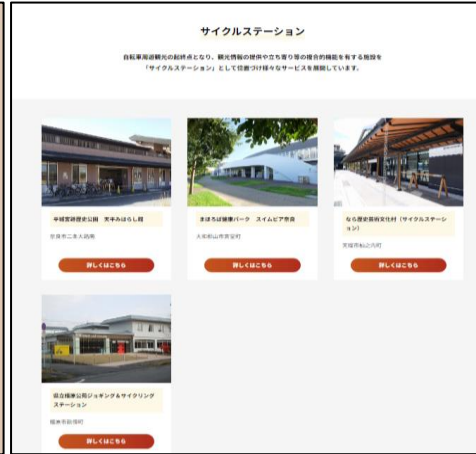 サイクルステーション
自転車周遊観光の起終点となり、観光情報の提供や立ち寄り等の複合的機能を有する施設を
「サイクルステーション」として位置づけ様々なサービスを展開しています。
平城宮跡歴史公園　天平みはらし館
奈良市二条大路南
詳しくはこちら
まほろば健康パーク　スイムピア奈良
大和郡山市宮堂町
詳しくはこちら
なら歴史芸術文化村（サイクルステーシ
ョン）
天理市杣之内町
詳しくはこちら
県立橿原公苑ジョギング&サイクリング
ステーション
橿原市畝傍町
詳しくはこちら